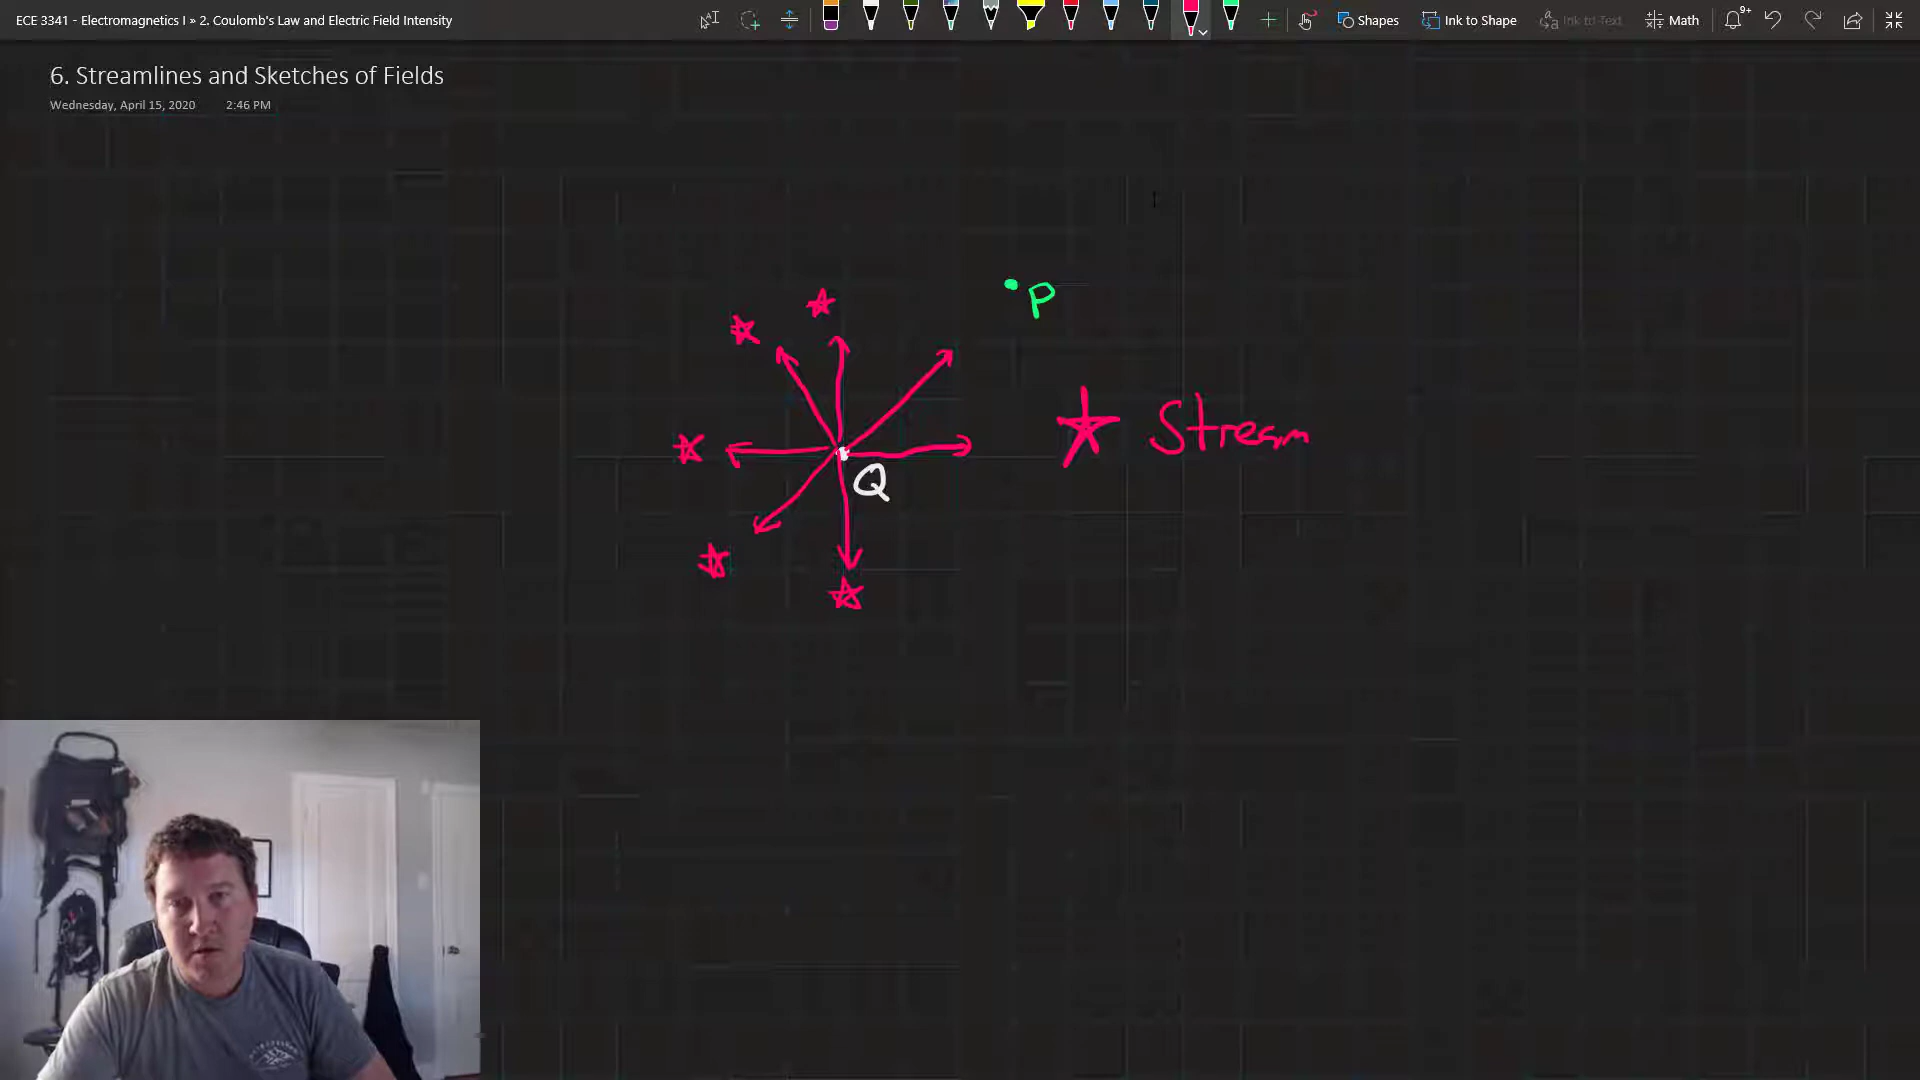 ECE 3341 - Electromagnetics I » 2. Coulomb's Law and Electric Field Intensity
Shapes
Ink to Shape
Ink to Text
Math
9+
6. Streamlines and Sketches of Fields
Wednesday, April 15, 2020 2:46 PM
P
Stream
Q